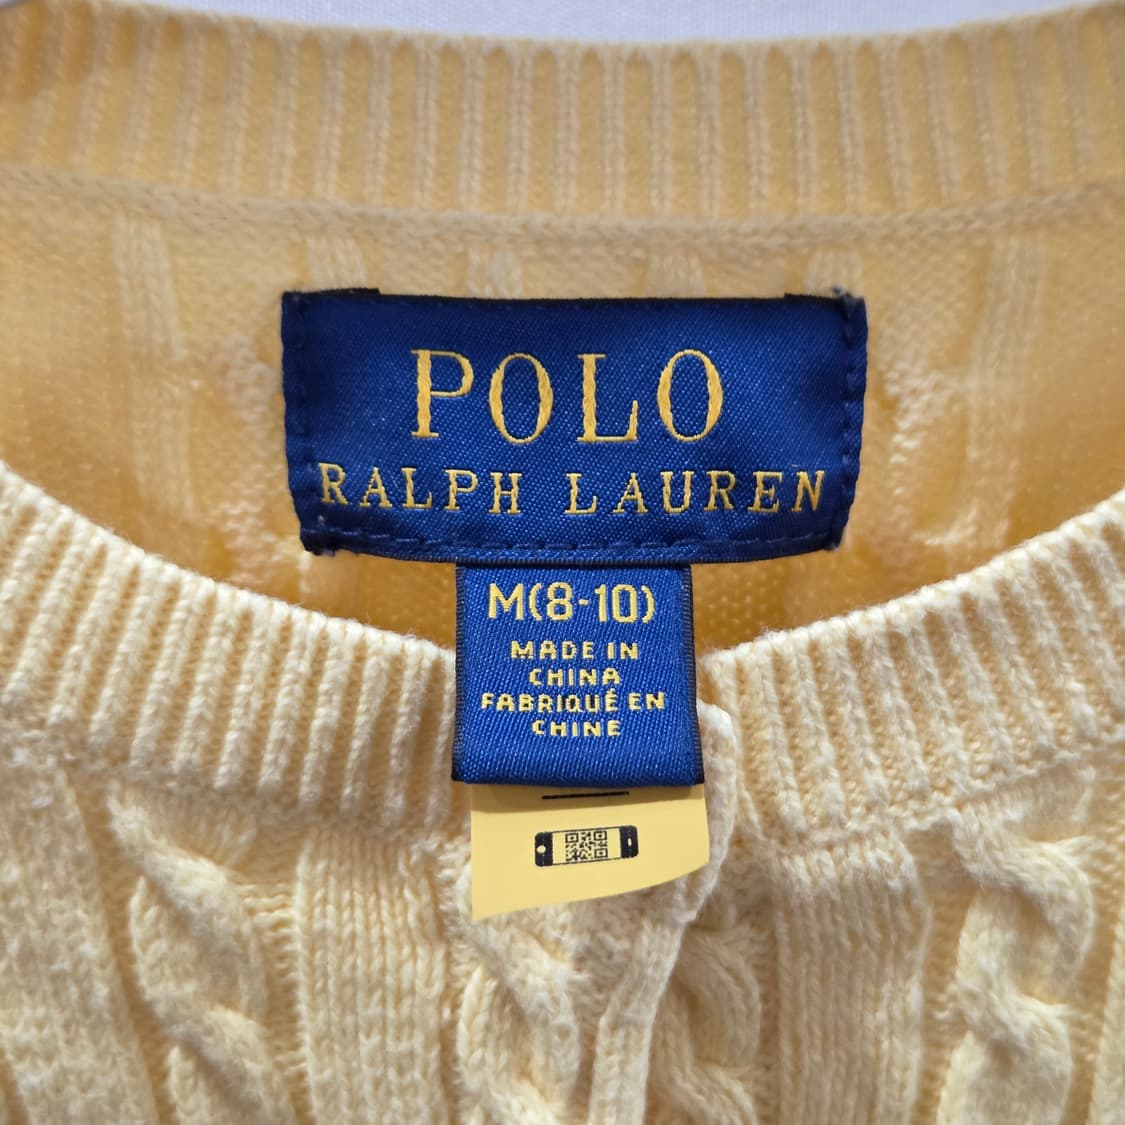 POLO
RALPH LAUREN
M(8-10)
MADE IN
CHINA
FABRIQUÉ EN
CHINE